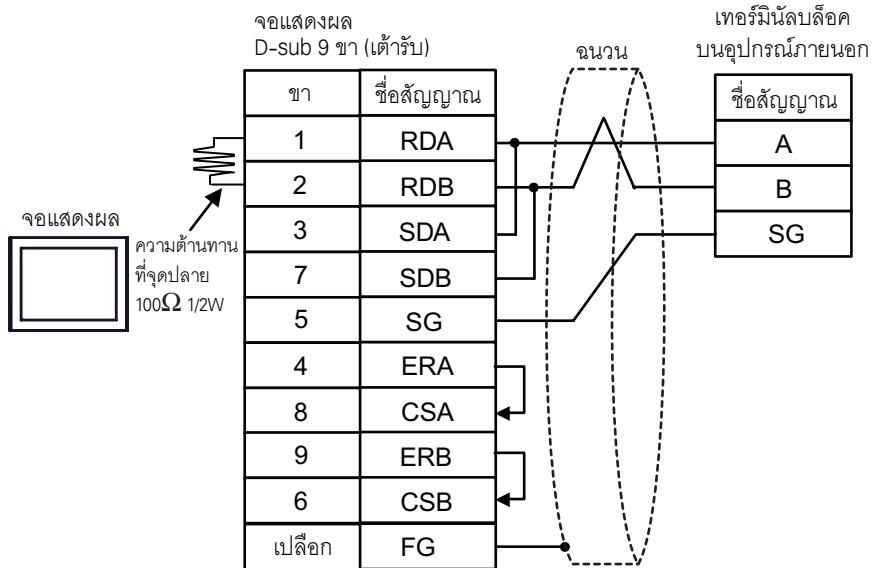 จอแสดงผล
D-sub 9 ขา (เต้ารับ)
ฉนวน
เทอร์มินัลบล็อค
บนอุปกรณ์ภายนอก
ขา ชื่อสัญญาณ
1 RDA
2 RDB
3 SDA
7 SDB
5 SG
4 ERA
8 CSA
9 ERB
6 CSB
เปลือก FG
ชื่อสัญญาณ
A
B
SG
จอแสดงผล
ความต้านทาน
ที่จุดปลาย
100Ω 1/2W